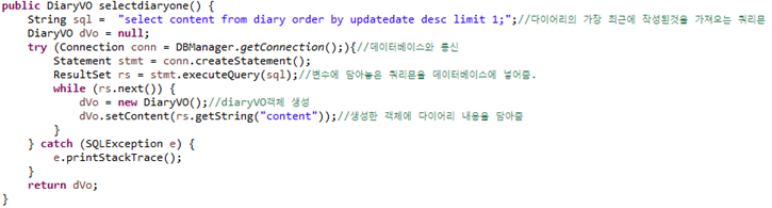 public DiaryVO selectdiaryone() {
    String sql =  "select content from diary order by updatedate desc limit 1;";//다이어리의 가장 최근에 작성된것을 가져오는 쿼리문
    DiaryVO dVo = null;
    try (Connection conn = DBManager.getConnection();){//데이터베이스와 통신
        Statement stmt = conn.createStatement();
        ResultSet rs = stmt.executeQuery(sql);//변수에 담아놓은 쿼리문을 데이터베이스에 넣어줌.
        while (rs.next()) {
            dVo = new DiaryVO();//diaryVO객체 생성
            dVo.setContent(rs.getString("content"));//생성한 객체에 다이어리 내용을 담아줌
        }
    } catch (SQLException e) {
        e.printStackTrace();
    }
    return dVo;
}